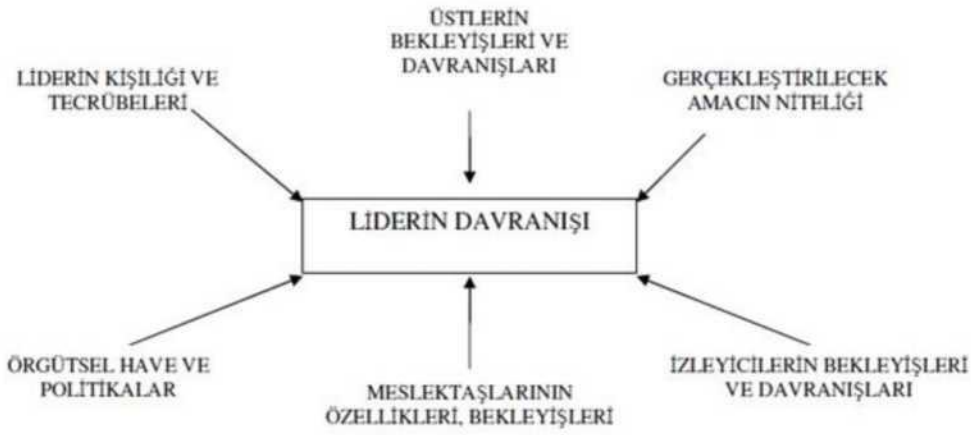 ÜSTLERİN
BEKLEYİŞLERİ VE
DAVRANIŞLARI
LİDERİN KİŞİLİĞİ VE
TECRÜBELERİ
GERÇEKLEŞTİRİLECEK
AMACIN NİTELİĞİ
LİDERİN DAVRANIŞI
ÖRGÜTSEL HAVE VE
POLİTİKALAR
MESLEKTAŞLARININ
ÖZELLİKLERİ, BEKLEYİŞLERİ
İZLEYİCİLERİN BEKLEYİŞLERİ
VE DAVRANIŞLARI